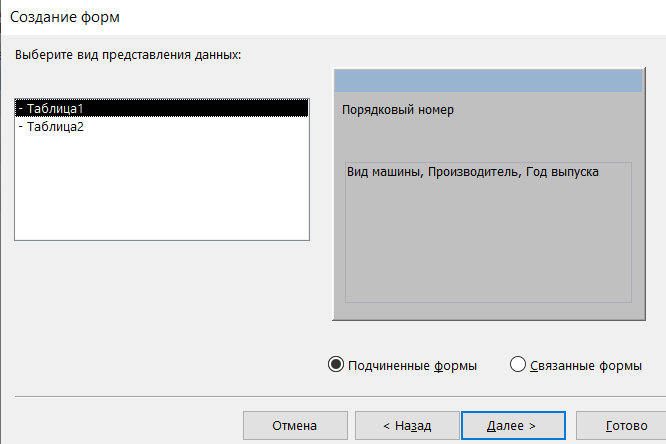 Создание форм
Выберите вид представления данных:
- Таблица1
- Таблица2
Порядковый номер
Вид машины, Производитель, Год выпуска
Подчиненные формы
Связанные формы
Отмена
< Назад
Далее >
Готово